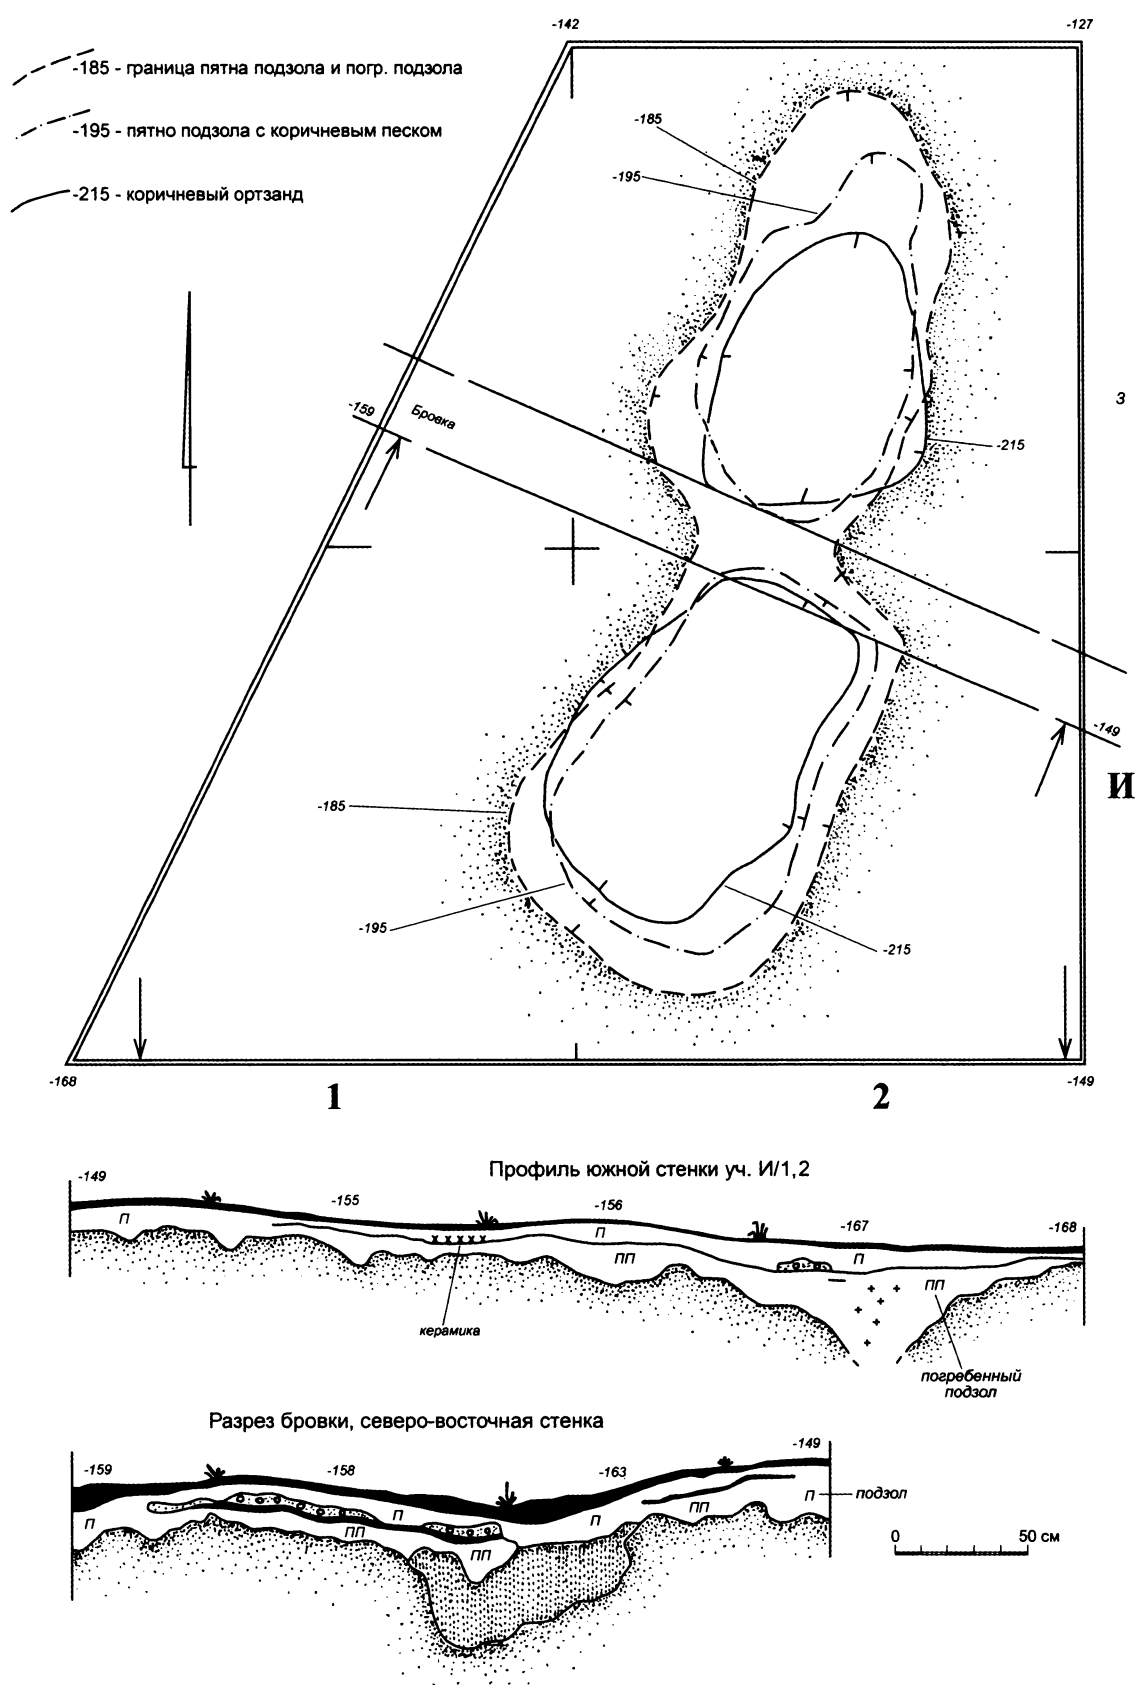 -142
-127
-185 - граница пятна подзола и погр. подзола
-195 - пятно подзола с коричневым песком
-215 - коричневый ортзанд
-185
-195
-159
Бровка
3
-215
-149
И
-185
-195
-215
-168
-149
1
2
Профиль южной стенки уч. И/1,2
-149
-155
-156
-167
-168
П
П
П
ПП
ПП
керамика
погребенный
подзол
Разрез бровки, северо-восточная стенка
-159
-158
-163
-149
П
ПП
П
ПП
П
ПП
П
подзол
0
50 см